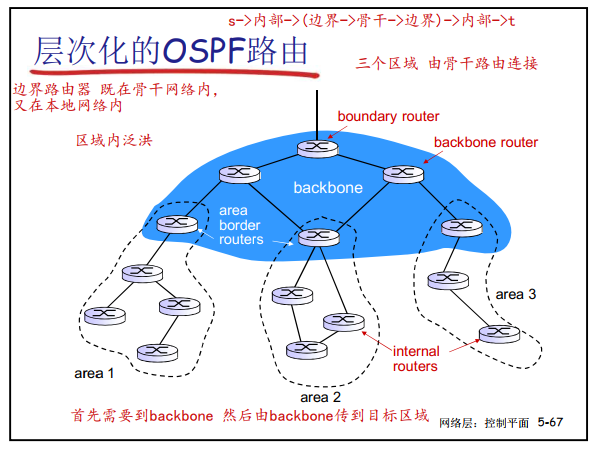 s->内部->(边界->骨干->边界)->内部->t
层次化的OSPF路由
三个区域 由骨干路由连接
边界路由器 既在骨干网络内,
又在本地网络内
区域内泛洪
boundary router
backbone router
backbone
area
border
routers
area 3
internal
routers
area 1
area 2
首先需要到backbone 然后由backbone传到目标区域
网络层：控制平面 5-67